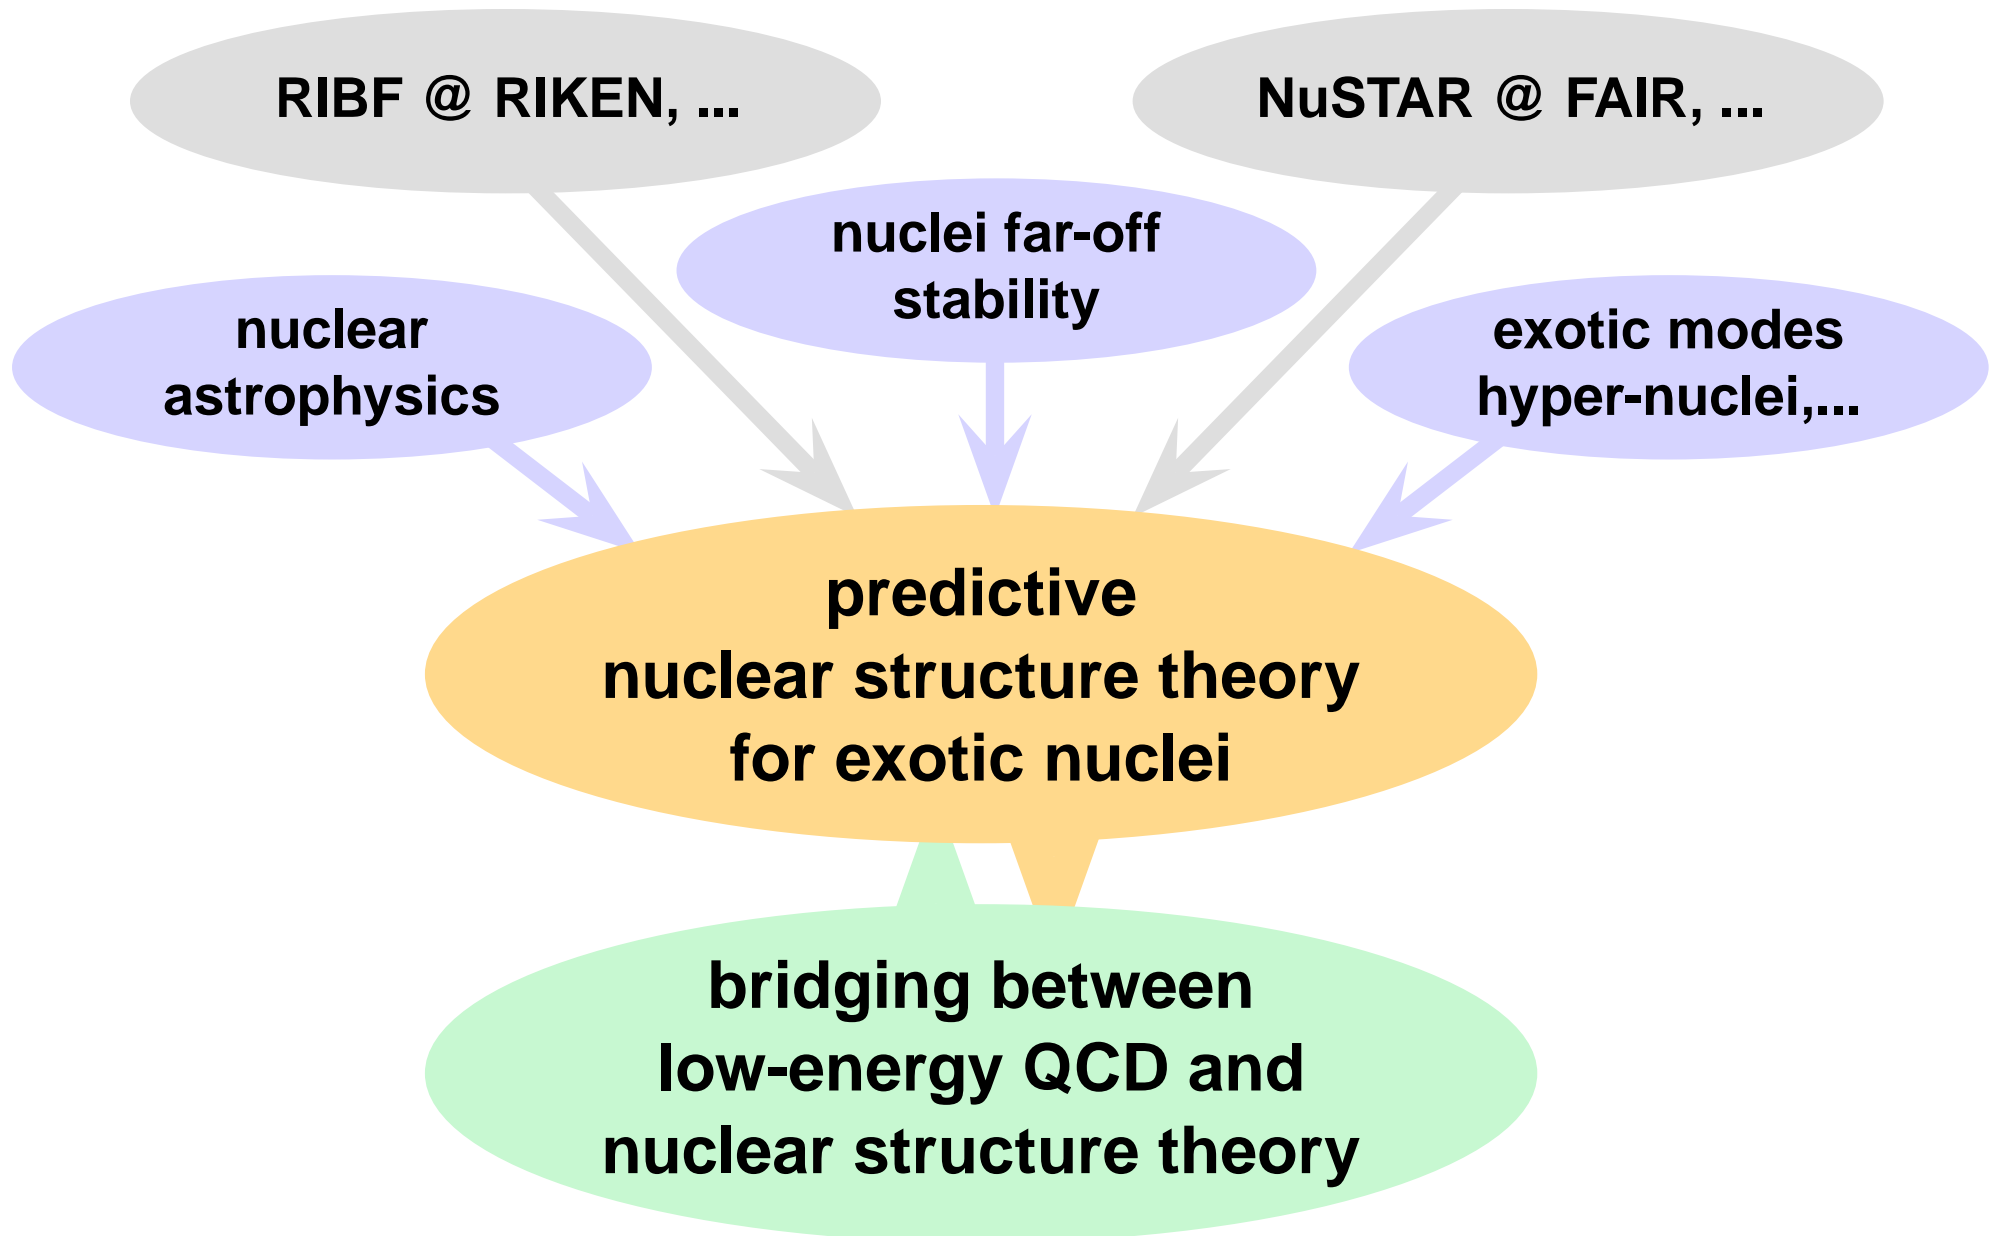 RIBF @ RIKEN, ...
NuSTAR @ FAIR, ...
nuclei far-off
stability
nuclear
astrophysics
exotic modes
hyper-nuclei,...
predictive
nuclear structure theory
for exotic nuclei
bridging between
low-energy QCD and
nuclear structure theory